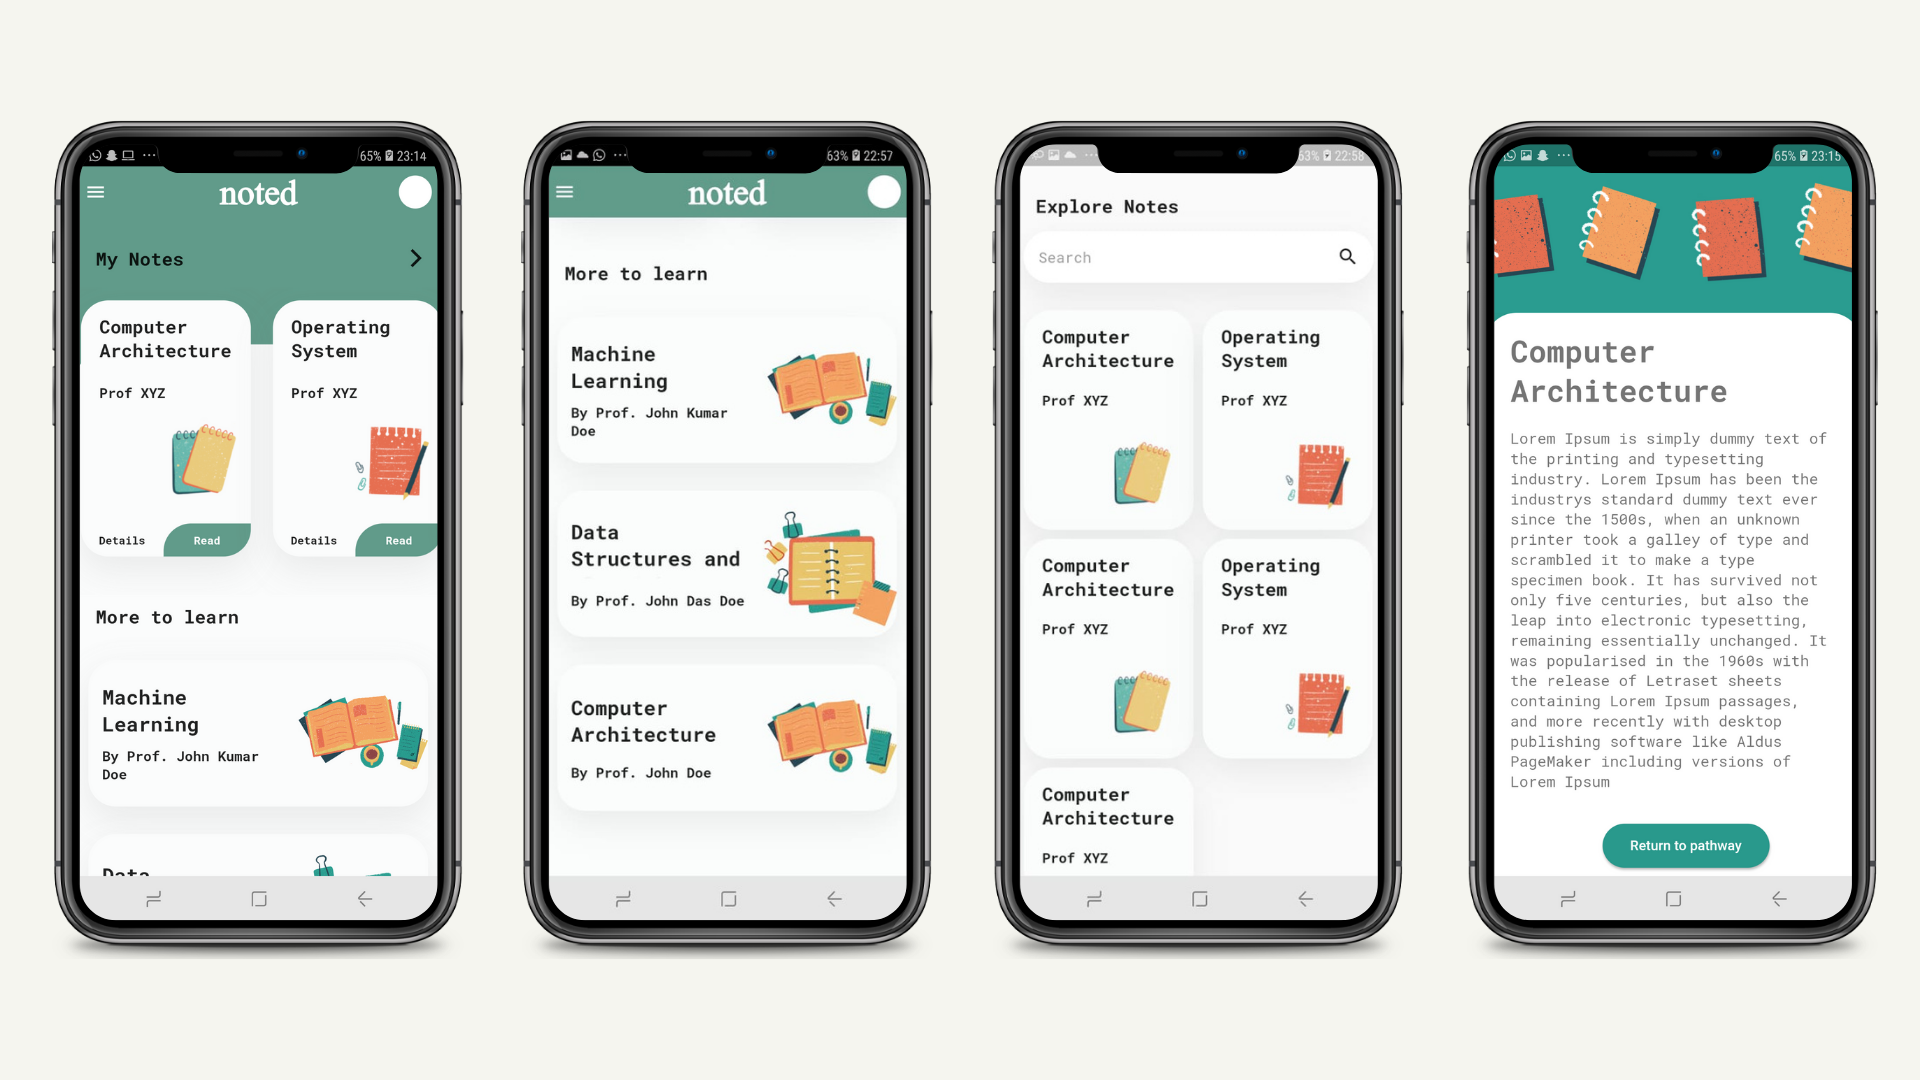 65% 23:14
noted
My Notes
Computer
Architecture
Prof XYZ
Details
Read
Operating
System
Prof XYZ
Details
Read
More to learn
Machine
Learning
By Prof. John Kumar
Doe
Data
63% 22:57
noted
More to learn
Machine
Learning
By Prof. John Kumar
Doe
Data
Structures and
By Prof. John Das Doe
Computer
Architecture
By Prof. John Doe
63% 22:58
Explore Notes
Search
Computer
Architecture
Prof XYZ
Operating
System
Prof XYZ
Computer
Architecture
Prof XYZ
Operating
System
Prof XYZ
Computer
Architecture
Prof XYZ
65% 23:15
Computer
Architecture
Lorem Ipsum is simply dummy text of
the printing and typesetting
industry. Lorem Ipsum has been the
industrys standard dummy text ever
since the 1500s, when an unknown
printer took a galley of type and
scrambled it to make a type
specimen book. It has survived not
only five centuries, but also the
leap into electronic typesetting,
remaining essentially unchanged. It
was popularised in the 1960s with
the release of Letraset sheets
containing Lorem Ipsum passages,
and more recently with desktop
publishing software like Aldus
PageMaker including versions of
Lorem Ipsum
Return to pathway